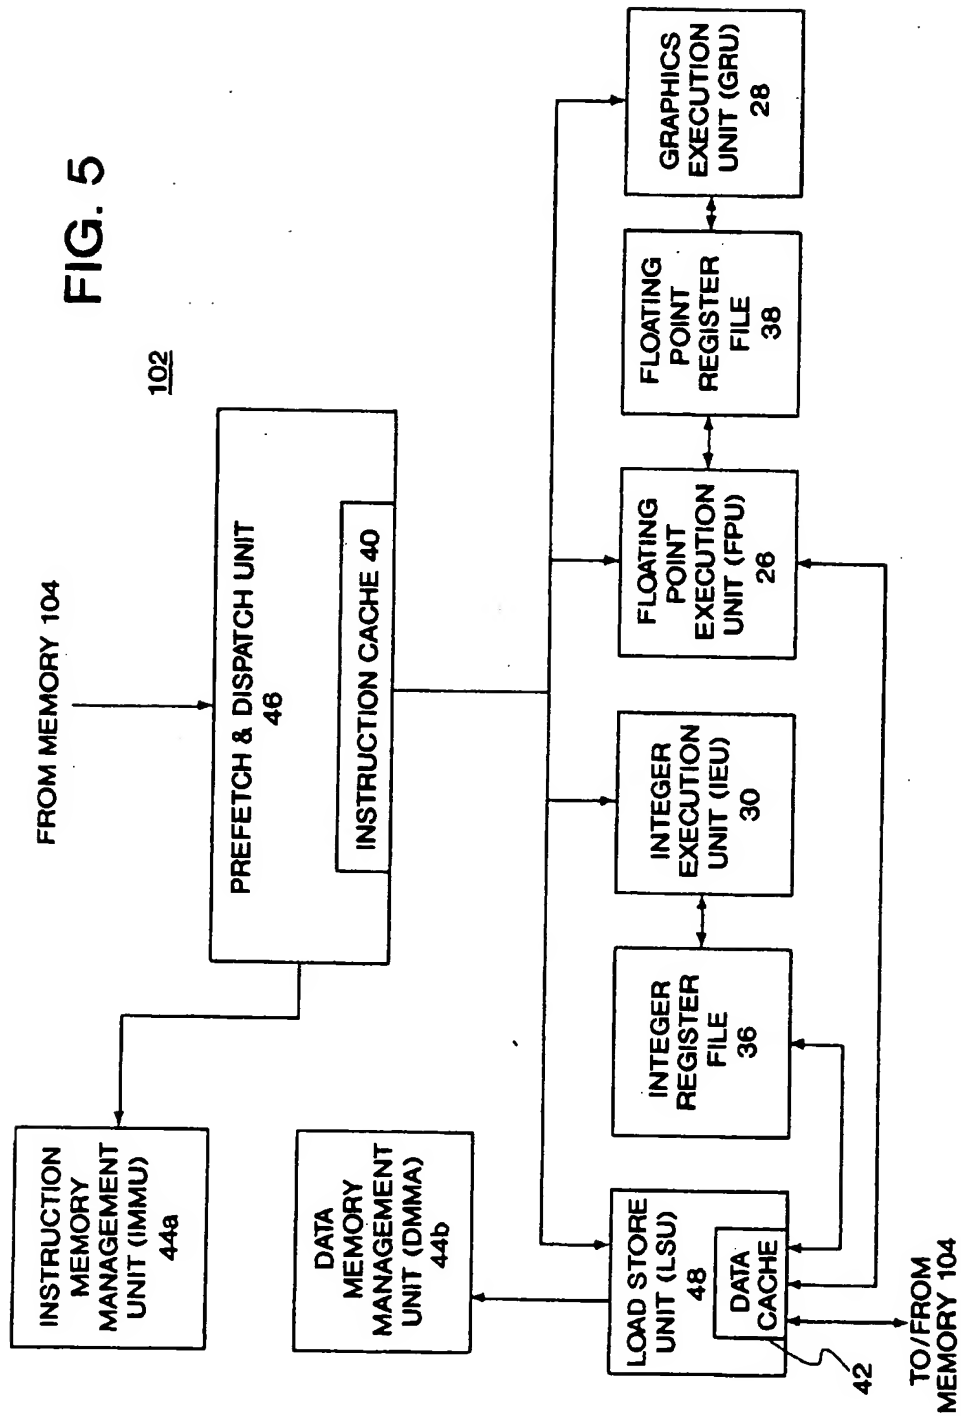 FIG. 5
102
FROM MEMORY 104
PREFETCH & DISPATCH UNIT
46
INSTRUCTION CACHE 40
INSTRUCTION
MEMORY
MANAGEMENT
UNIT (IMMU)
44a
DATA
MEMORY
MANAGEMENT
UNIT (DMMA)
44b
LOAD STORE
UNIT (LSU)
48
DATA
CACHE
42
TO/FROM
MEMORY 104
INTEGER
REGISTER
FILE
36
INTEGER
EXECUTION
UNIT (IEU)
30
FLOATING
POINT
EXECUTION
UNIT (FPU)
26
FLOATING
POINT
REGISTER
FILE
38
GRAPHICS
EXECUTION
UNIT (GRU)
28